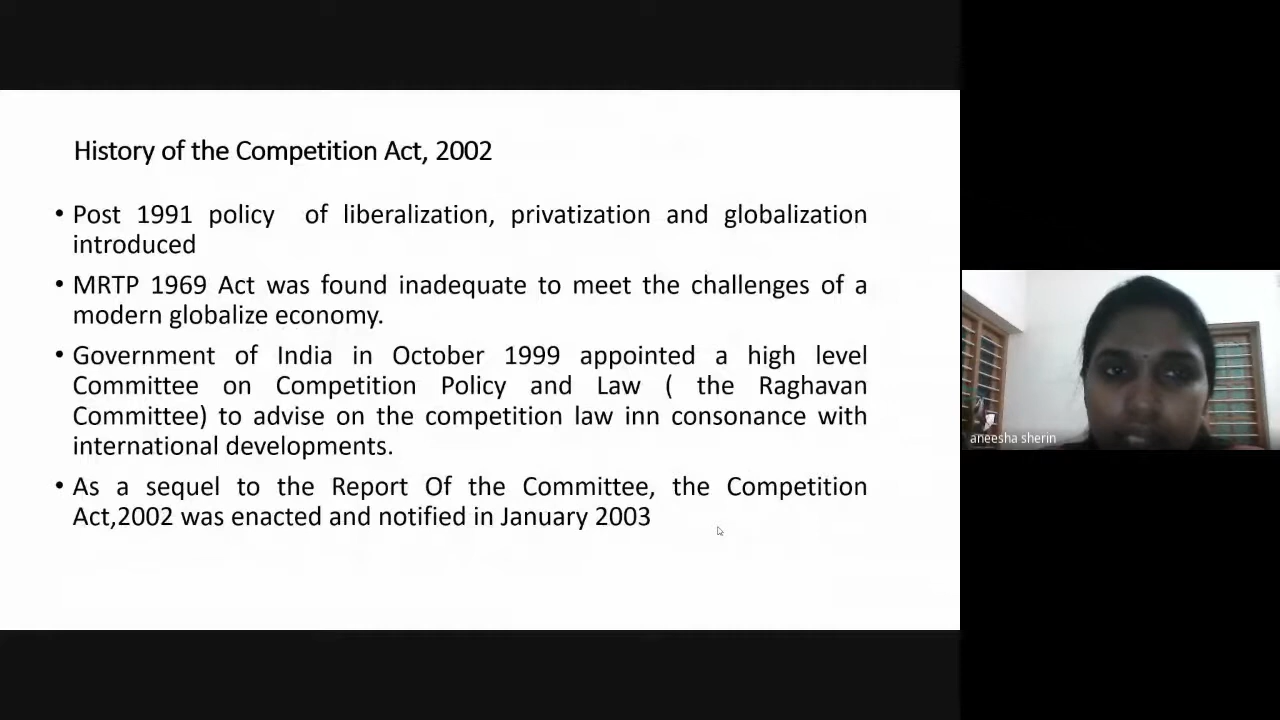 History of the Competition Act, 2002
• Post 1991 policy of liberalization, privatization and globalization
introduced
• MRTP 1969 Act was found inadequate to meet the challenges of a
modern globalize economy.
• Government of India in October 1999 appointed a high level
Committee on Competition Policy and Law ( the Raghavan
Committee) to advise on the competition law inn consonance with
international developments.
• As a sequel to the Report Of the Committee, the Competition
Act,2002 was enacted and notified in January 2003
aneesha sherin